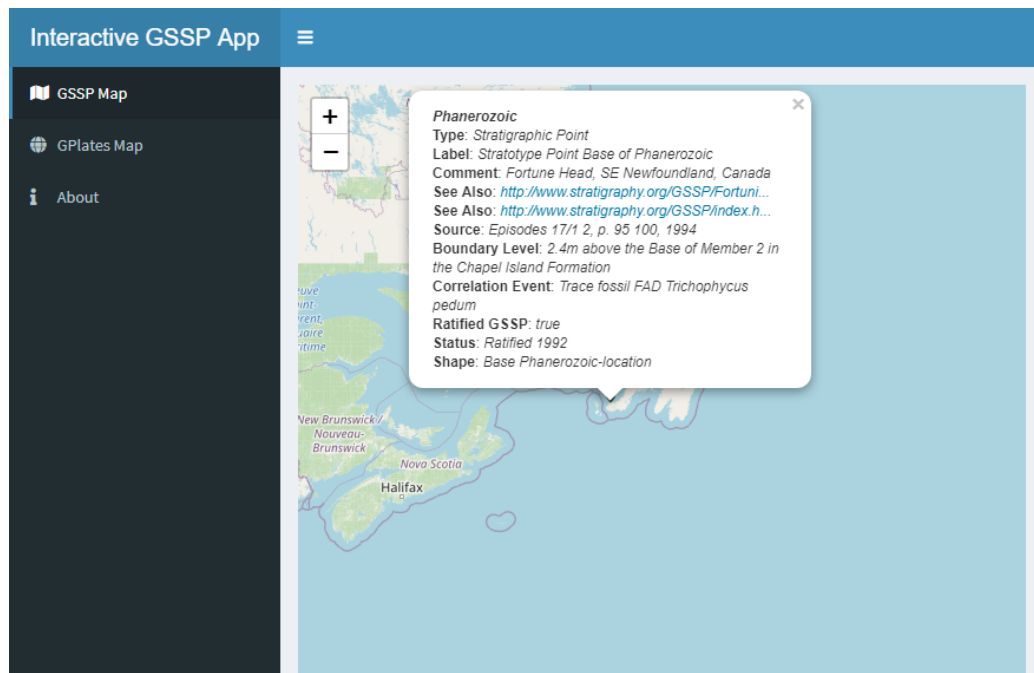 Interactive GSSP App
GSSP Map
GPlates Map
About
+
−
×
Phanerozoic
Type: Stratigraphic Point
Label: Stratotype Point Base of Phanerozoic
Comment: Fortune Head, SE Newfoundland, Canada
See Also: http://www.stratigraphy.org/GSSP/Fortuni...
See Also: http://www.stratigraphy.org/GSSP/index.h...
Source: Episodes 17/1 2, p. 95 100, 1994
Boundary Level: 2.4m above the Base of Member 2 in
the Chapel Island Formation
Correlation Event: Trace fossil FAD Trichophycus
pedum
Ratified GSSP: true
Status: Ratified 1992
Shape: Base Phanerozoic-location
New Brunswick /
Nouveau-
Brunswick
Nova Scotia
Halifax